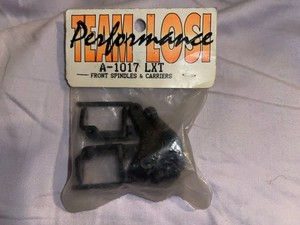 TEAM LOSI
Performance
A-1017 LXT
FRONT SPINDLES & CARRIERS